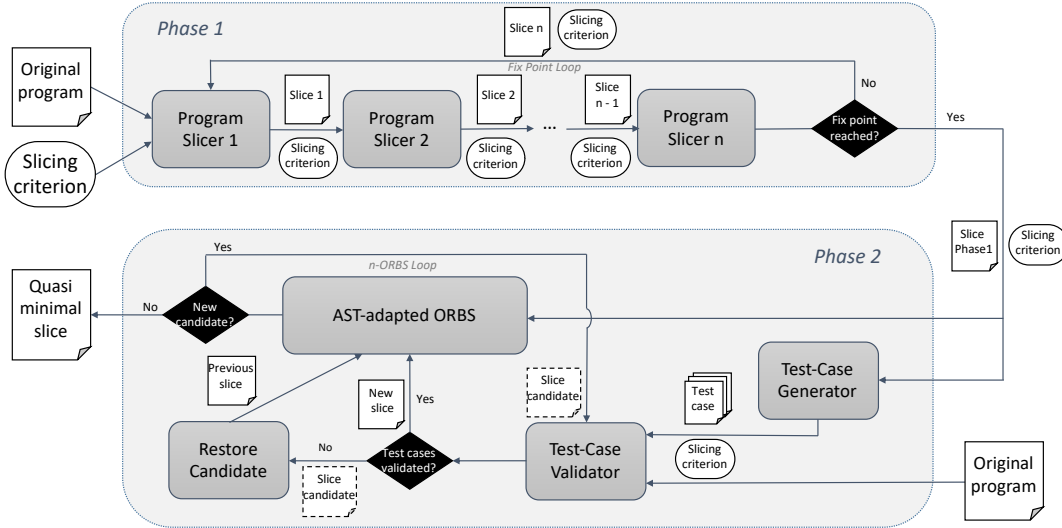 Phase 1
Slice n
Slicing
criterion
Fix Point Loop
Original
program
Slicing
criterion
Program
Slicer 1
Slice 1
Slicing
criterion
Program
Slicer 2
Slice 2
Slicing
criterion
...
Slice
n - 1
Slicing
criterion
Program
Slicer n
No
Fix point
reached?
Yes
Slice
Phase1
Slicing
criterion
Phase 2
Yes
n-ORBS Loop
Quasi
minimal
slice
No
New
candidate?
AST-adapted ORBS
Previous
slice
New
slice
Yes
Slice
candidate
Test
case
Slicing
criterion
Test-Case
Generator
Restore
Candidate
No
Slice
candidate
Test cases
validated?
Test-Case
Validator
Original
program